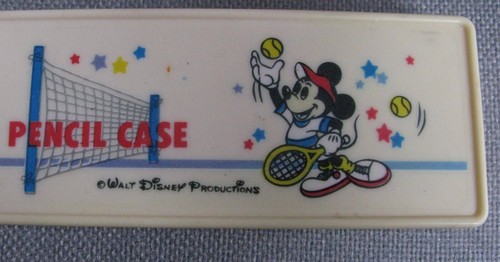 PENCIL CASE
© WALT DISNEY PRODUCTIONS